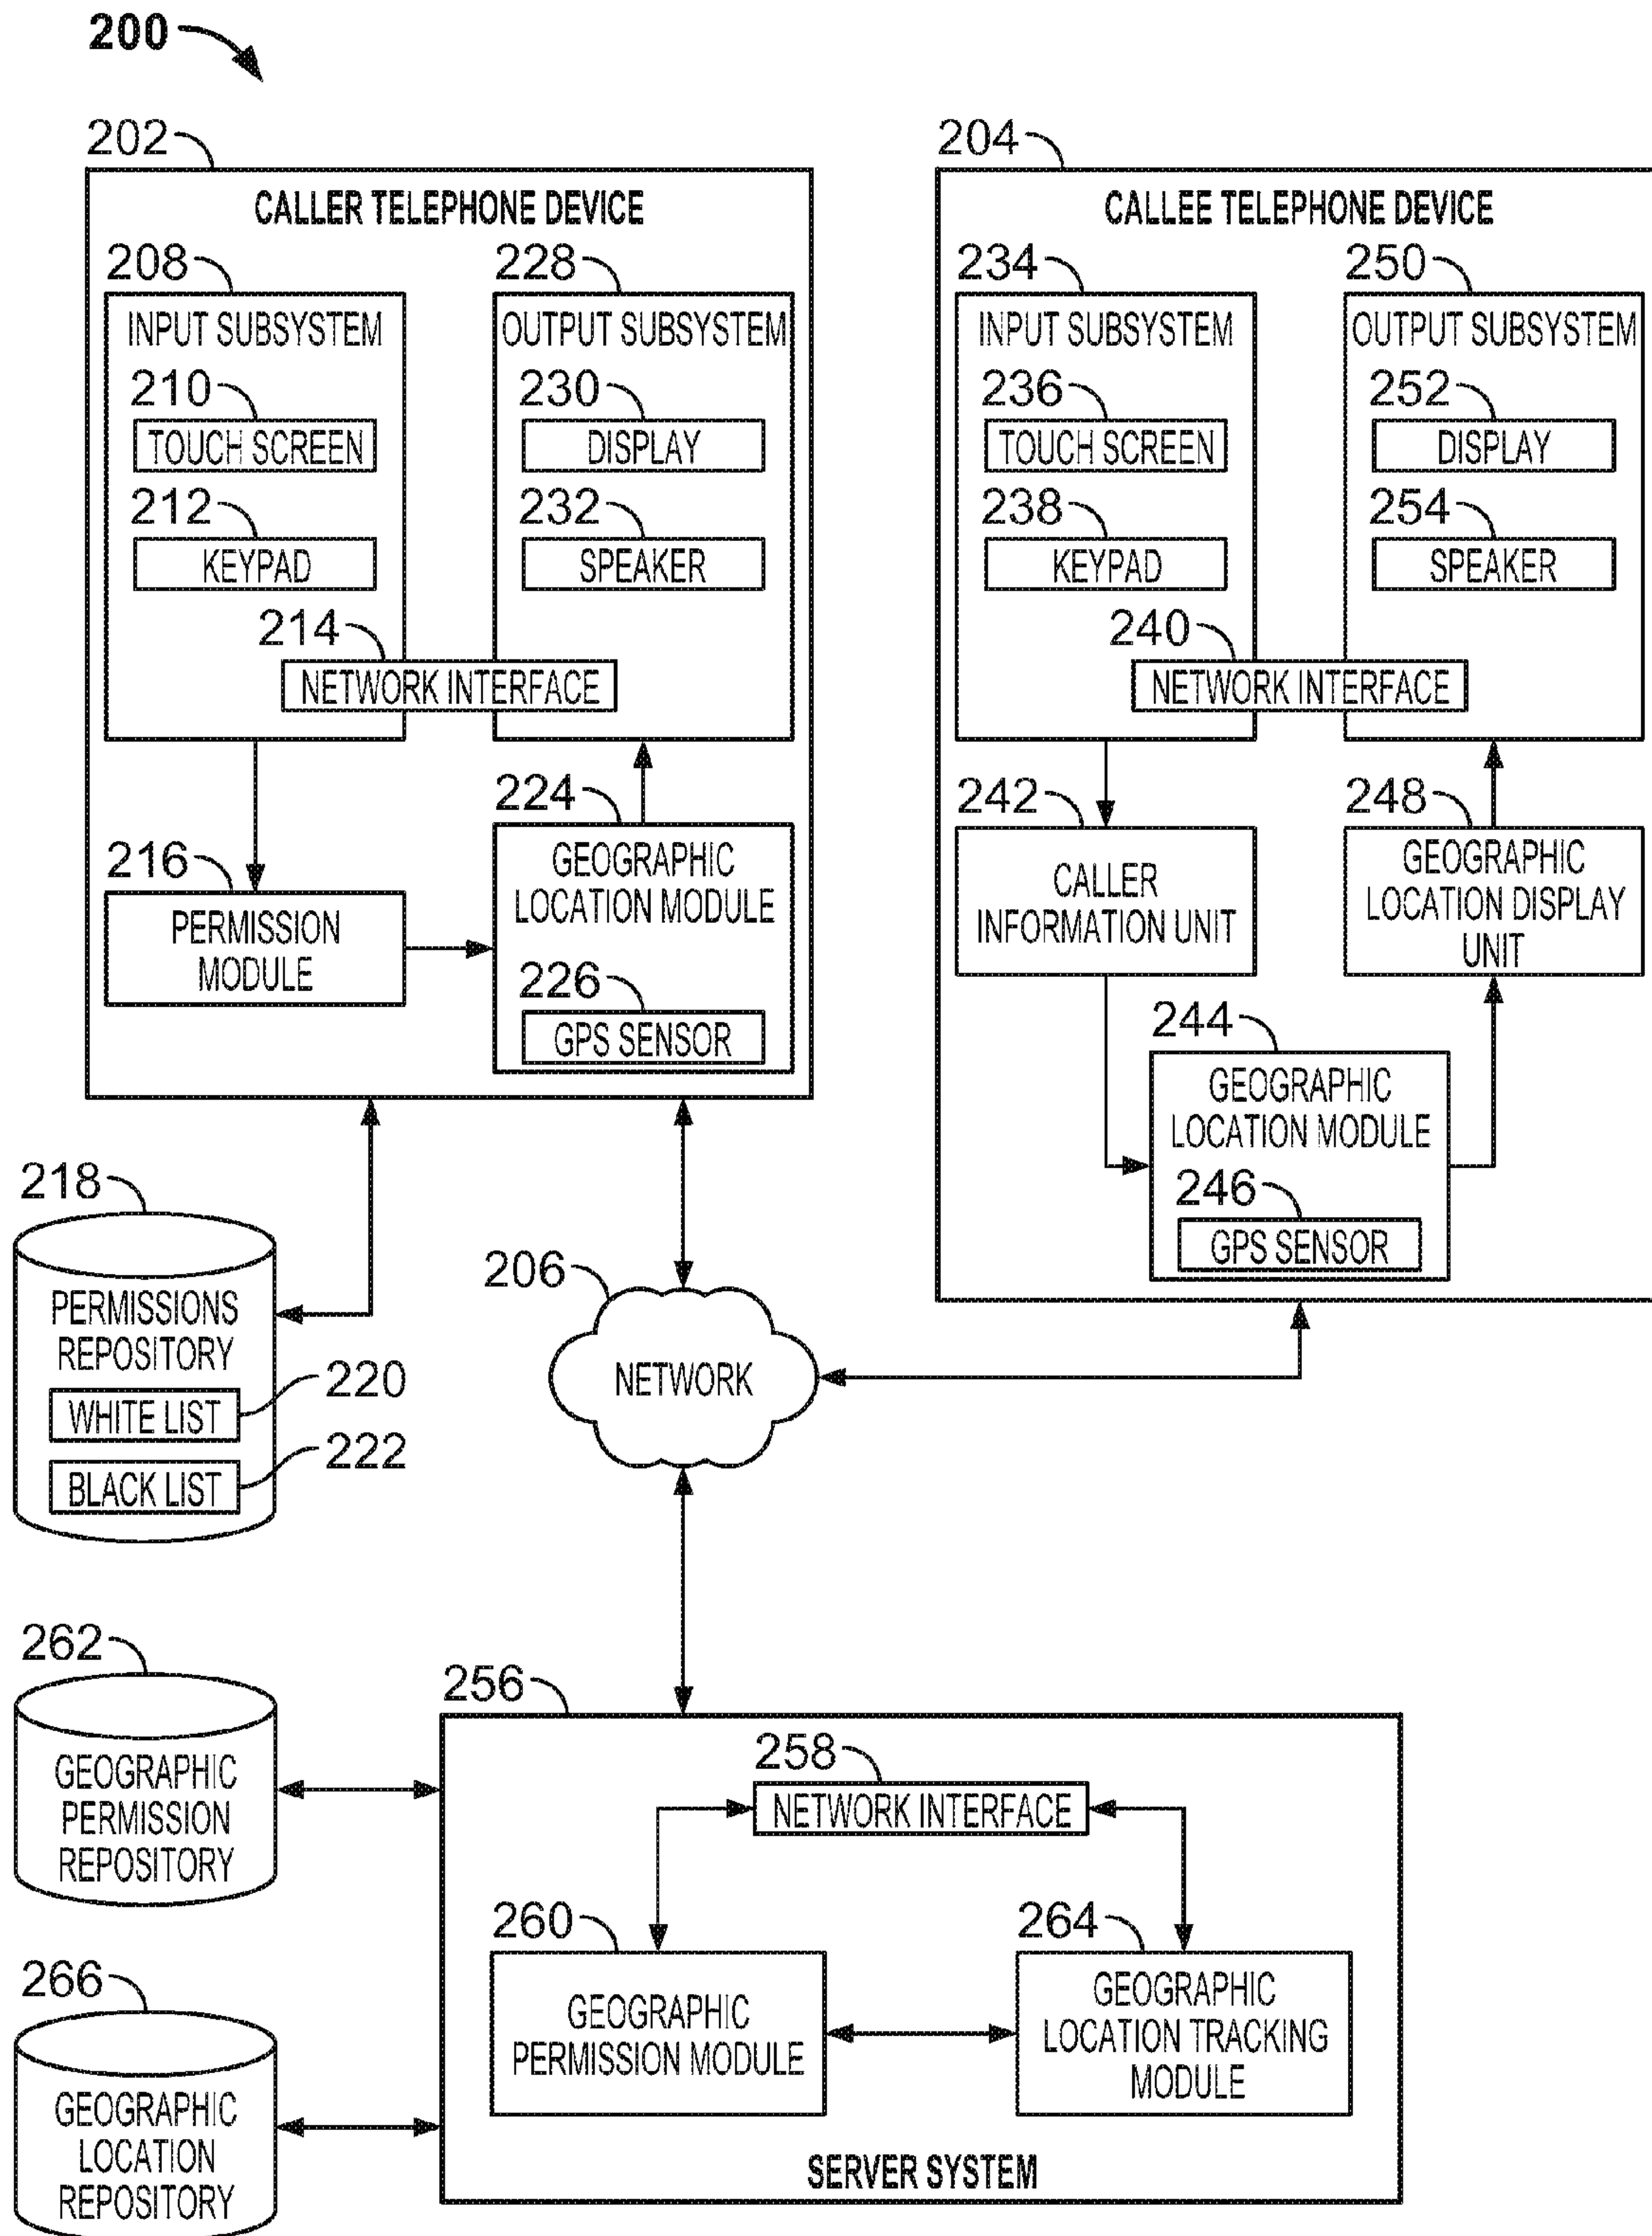 200
202
CALLER TELEPHONE DEVICE
208
INPUT SUBSYSTEM
210
TOUCH SCREEN
212
KEYPAD
228
OUTPUT SUBSYSTEM
230
DISPLAY
232
SPEAKER
214
NETWORK INTERFACE
216
PERMISSION
MODULE
224
GEOGRAPHIC
LOCATION MODULE
226
GPS SENSOR
204
CALLEE TELEPHONE DEVICE
234
INPUT SUBSYSTEM
236
TOUCH SCREEN
238
KEYPAD
250
OUTPUT SUBSYSTEM
252
DISPLAY
254
SPEAKER
240
NETWORK INTERFACE
242
CALLER
INFORMATION UNIT
248
GEOGRAPHIC
LOCATION DISPLAY
UNIT
244
GEOGRAPHIC
LOCATION MODULE
246
GPS SENSOR
218
PERMISSIONS
REPOSITORY
WHITE LIST
220
BLACK LIST
222
206
NETWORK
262
GEOGRAPHIC
PERMISSION
REPOSITORY
266
GEOGRAPHIC
LOCATION
REPOSITORY
256
258
NETWORK INTERFACE
260
GEOGRAPHIC
PERMISSION MODULE
264
GEOGRAPHIC
LOCATION TRACKING
MODULE
SERVER SYSTEM